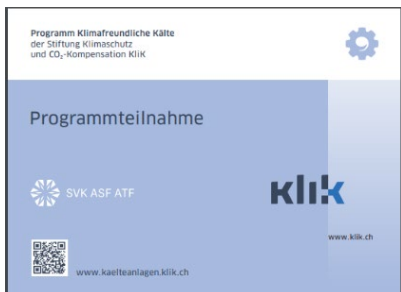 Programm Klimafreundliche Kälte
der Stiftung Klimaschutz
und CO₂-Kompensation KliK
Programmteilnahme
SVK ASF ATF
klik
www.klik.ch
www.kaelteanlagen.klik.ch